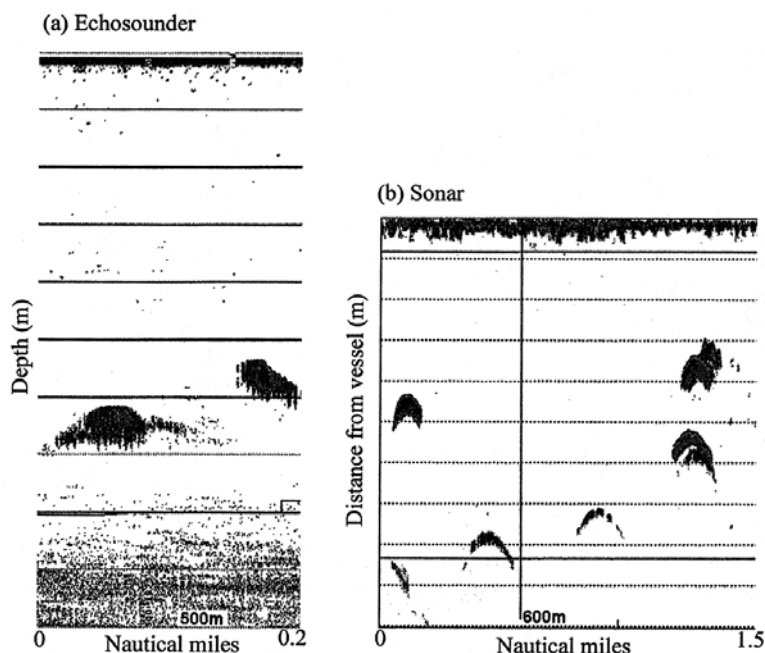 (a) Echosounder
Depth (m)
500m
0
0.2
Nautical miles
(b) Sonar
Distance from vessel (m)
600m
0
1.5
Nautical miles